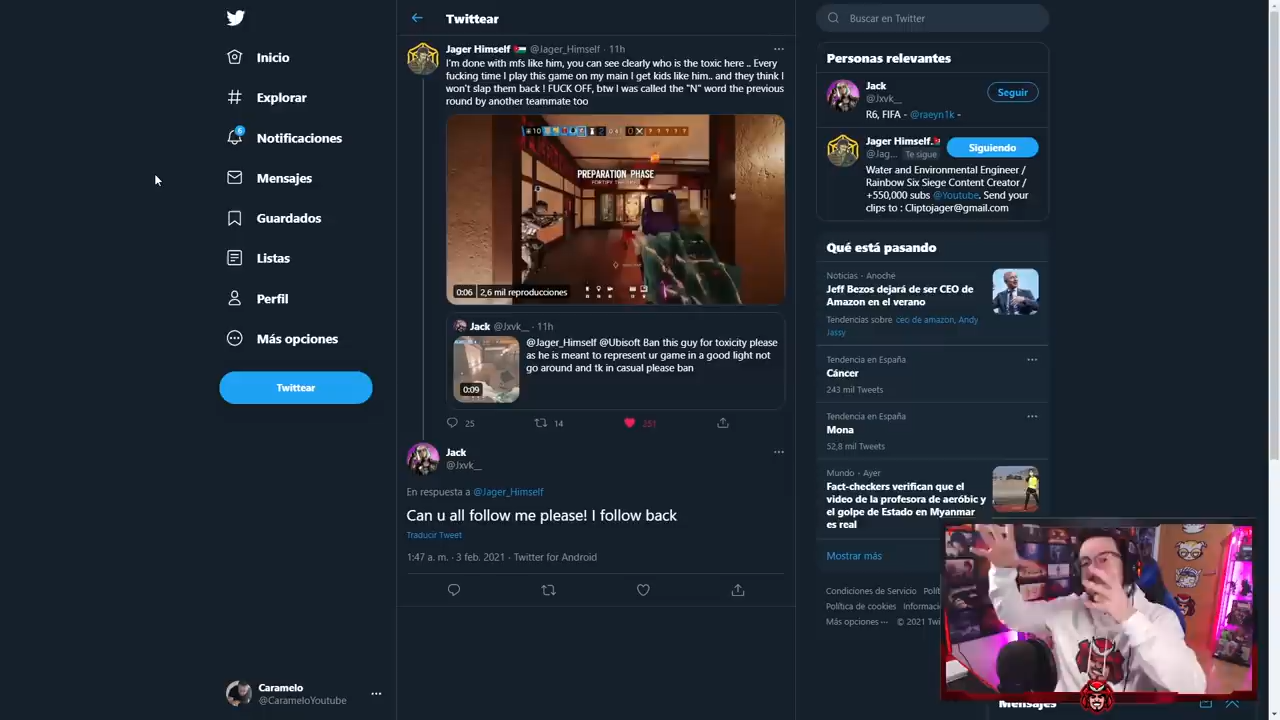 Inicio
Explorar
6
Notificaciones
Mensajes
Guardados
Listas
Perfil
Más opciones
Twittear
Caramelo
@CarameloYoutube
Twittear
Jager Himself @Jager_Himself · 11h
I'm done with mfs like him, you can see clearly who is the toxic here .. Every
fucking time I play this game on my main I get kids like him.. and they think I
won't slap them back ! FUCK OFF, btw I was called the "N" word the previous
round by another teammate too
PREPARATION PHASE
0:06 2,6 mil reproducciones
Jack @Jxvk__ · 11h
@Jager_Himself @Ubisoft Ban this guy for toxicity please
as he is meant to represent ur game in a good light not
go around and tk in casual please ban
0:09
25
14
251
Jack
@Jxvk__
En respuesta a @Jager_Himself
Can u all follow me please! I follow back
Traducir Tweet
1:47 a. m. · 3 feb. 2021 · Twitter for Android
Buscar en Twitter
Personas relevantes
Jack
@Jxvk__
Seguir
R6, FIFA - @raeyn1k -
Jager Himself
@Jag... Te sigue
Siguiendo
Water and Environmental Engineer /
Rainbow Six Siege Content Creator /
+550,000 subs @Youtube. Send your
clips to : Cliptojager@gmail.com
Qué está pasando
Noticias · Anoche
Jeff Bezos dejará de ser CEO de
Amazon en el verano
Tendencias sobre ceo de amazon, Andy
Jassy
Tendencia en España
Cáncer
243 mil Tweets
Tendencia en España
Mona
52,8 mil Tweets
Mundo · Ayer
Fact-checkers verifican que el
video de la profesora de aeróbic y
el golpe de Estado en Myanmar
es real
Mostrar más
Condiciones de Servicio
Política de cookies
Más opciones ··· © 2021
Mensajes